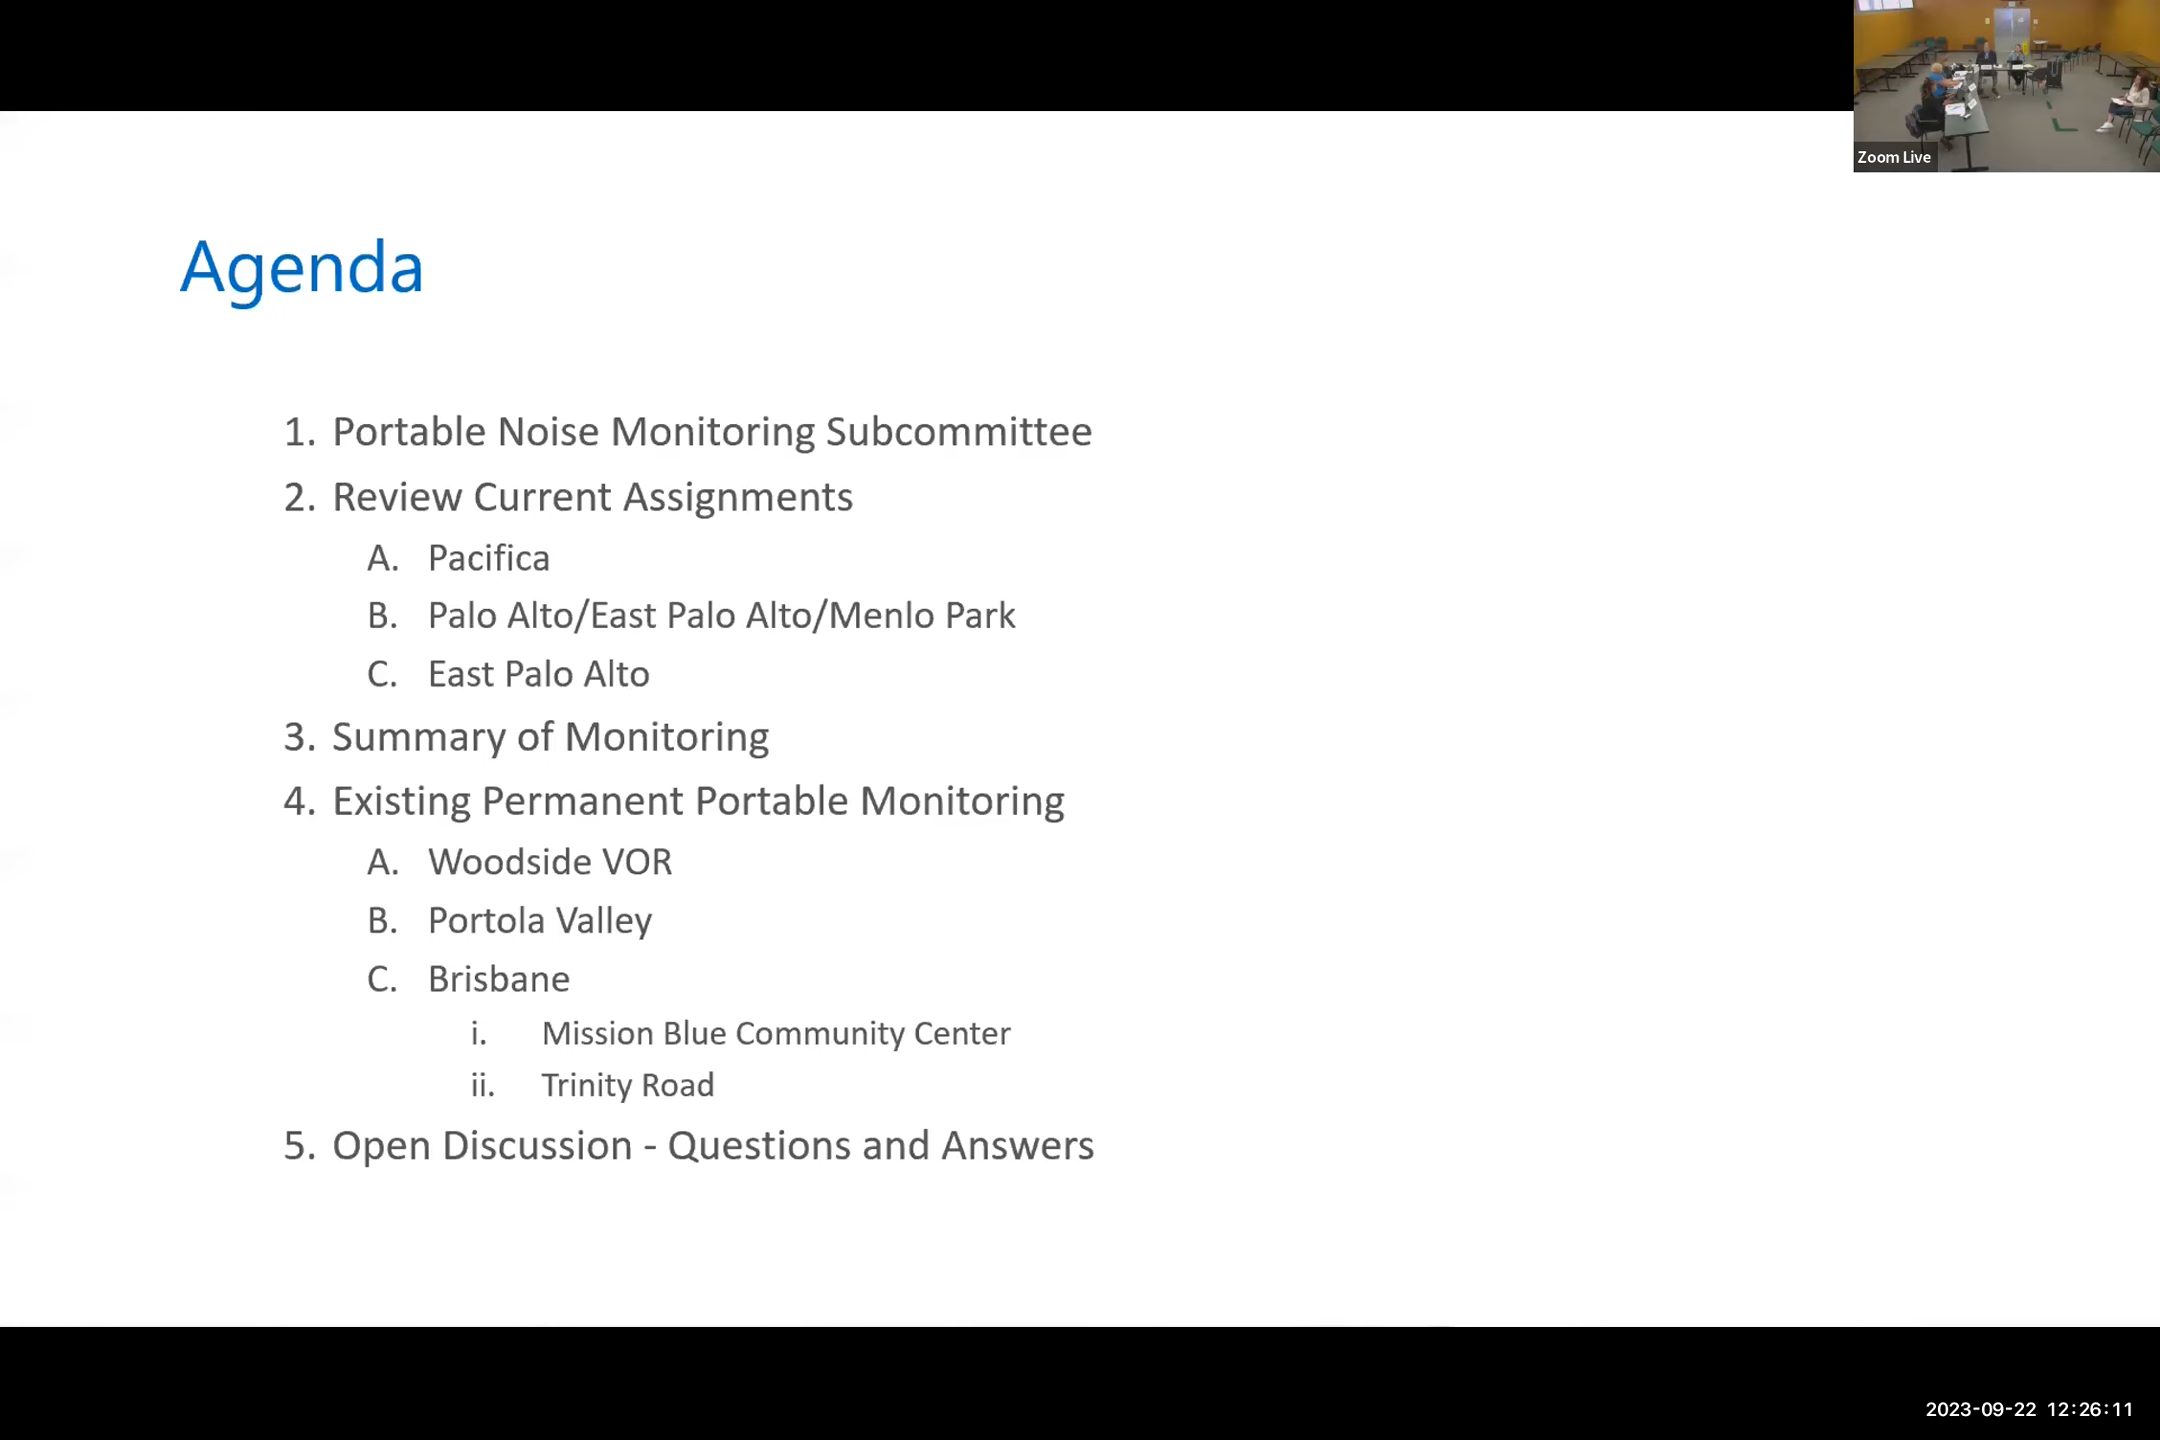 Zoom Live
Agenda
1. Portable Noise Monitoring Subcommittee
2. Review Current Assignments
A. Pacifica
B. Palo Alto/East Palo Alto/Menlo Park
C. East Palo Alto
3. Summary of Monitoring
4. Existing Permanent Portable Monitoring
A. Woodside VOR
B. Portola Valley
C. Brisbane
i. Mission Blue Community Center
ii. Trinity Road
5. Open Discussion - Questions and Answers
2023-09-22 12:26:11